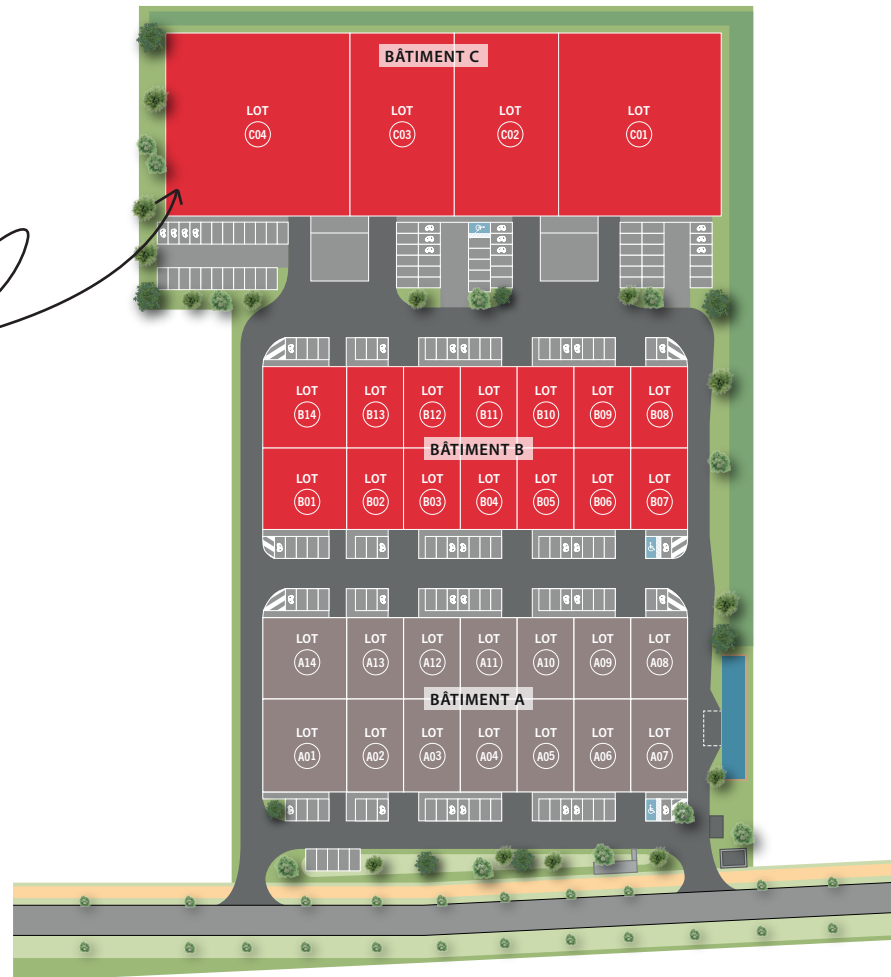 BÂTIMENT C
LOT LOT LOT LOT
C04 C03 C02 C01
LOT LOT LOT LOT LOT LOT LOT
B14 B13 B12 B11 B10 B09 B08
BÂTIMENT B
LOT LOT LOT LOT LOT LOT LOT
B01 B02 B03 B04 B05 B06 B07
LOT LOT LOT LOT LOT LOT LOT
A14 A13 A12 A11 A10 A09 A08
BÂTIMENT A
LOT LOT LOT LOT LOT LOT LOT
A01 A02 A03 A04 A05 A06 A07